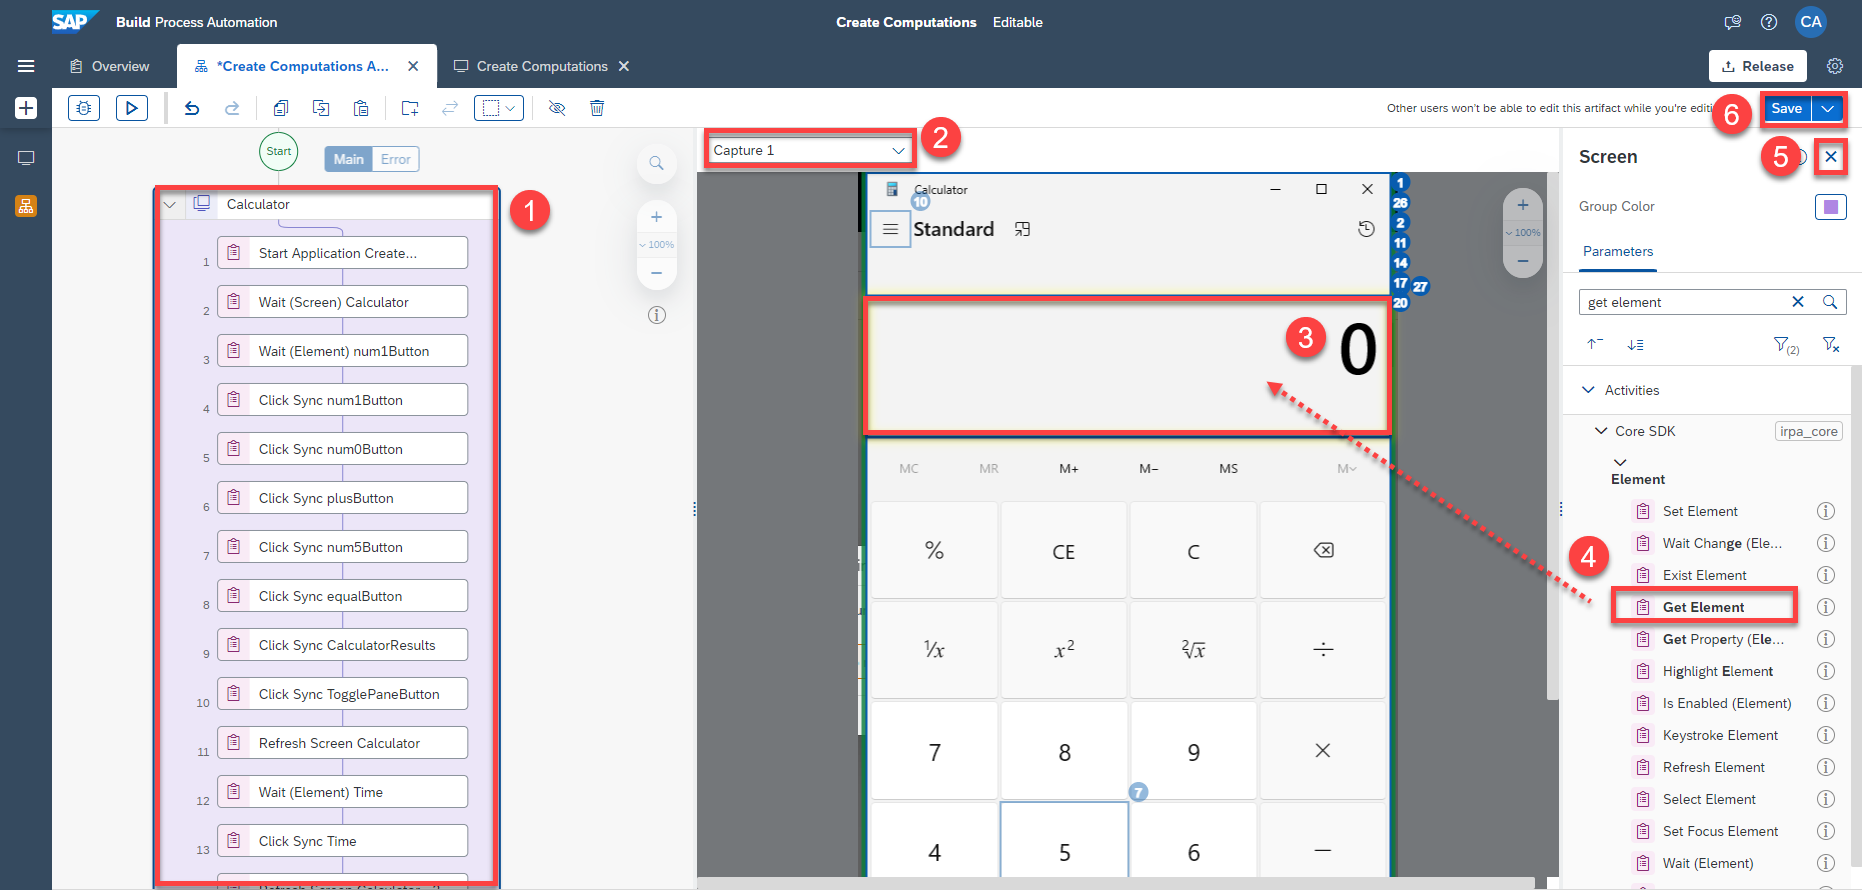 SAP Build Process Automation
Create Computations Editable
CA
Overview
*Create Computations A...
Create Computations
Release
Other users won't be able to edit this artifact while you're
6
Save
Start
Main Error
Capture 1
2
Screen
5
Group Color
Parameters
get element
(2)
Activities
Core SDK
irpa_core
Element
Set Element
Wait Change (Ele...
Exist Element
4
Get Element
Get Property (Ele...
Highlight Element
Is Enabled (Element)
Keystroke Element
Refresh Element
Select Element
Set Focus Element
Wait (Element)
1
Calculator
1 Start Application Create...
2 Wait (Screen) Calculator
3 Wait (Element) num1Button
4 Click Sync num1Button
5 Click Sync num0Button
6 Click Sync plusButton
7 Click Sync num5Button
8 Click Sync equalButton
9 Click Sync CalculatorResults
10 Click Sync TogglePaneButton
11 Refresh Screen Calculator
12 Wait (Element) Time
13 Click Sync Time
100%
Calculator
10
Standard
1
26
2
11
14
17 27
20
100%
3
0
MC MR M+ M− MS M
% CE C
1/x x² ²√x ÷
7 8 9 ×
7
4 5 6 −